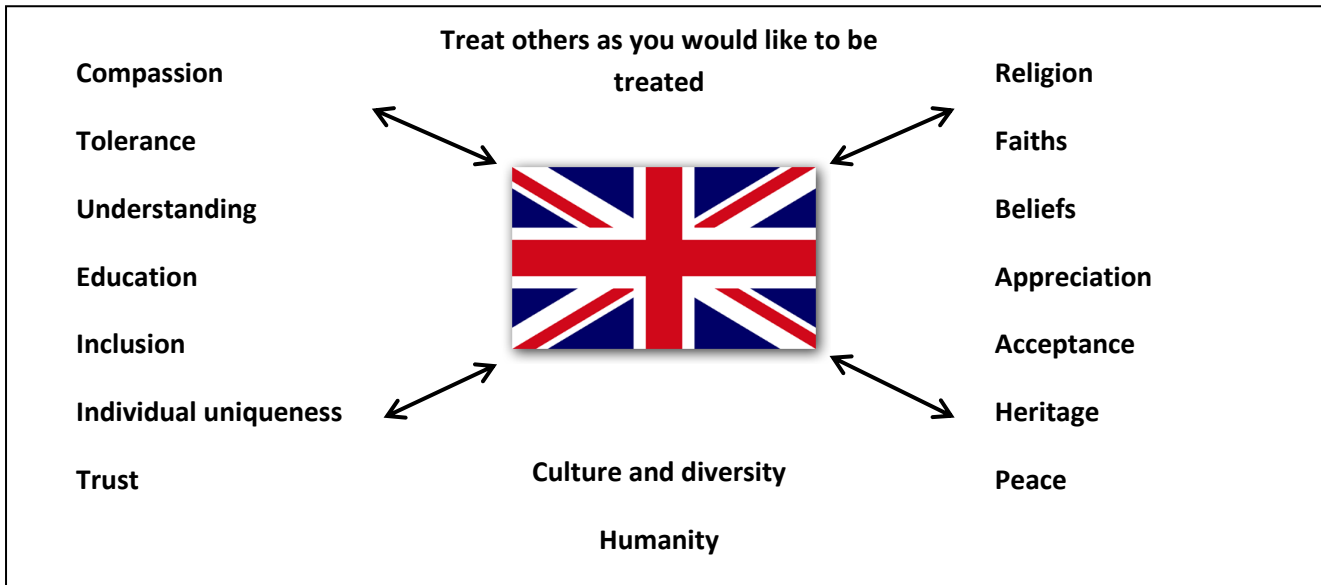 Treat others as you would like to be
treated
Compassion
Tolerance
Understanding
Education
Inclusion
Individual uniqueness
Trust
Religion
Faiths
Beliefs
Appreciation
Acceptance
Heritage
Peace
Culture and diversity
Humanity